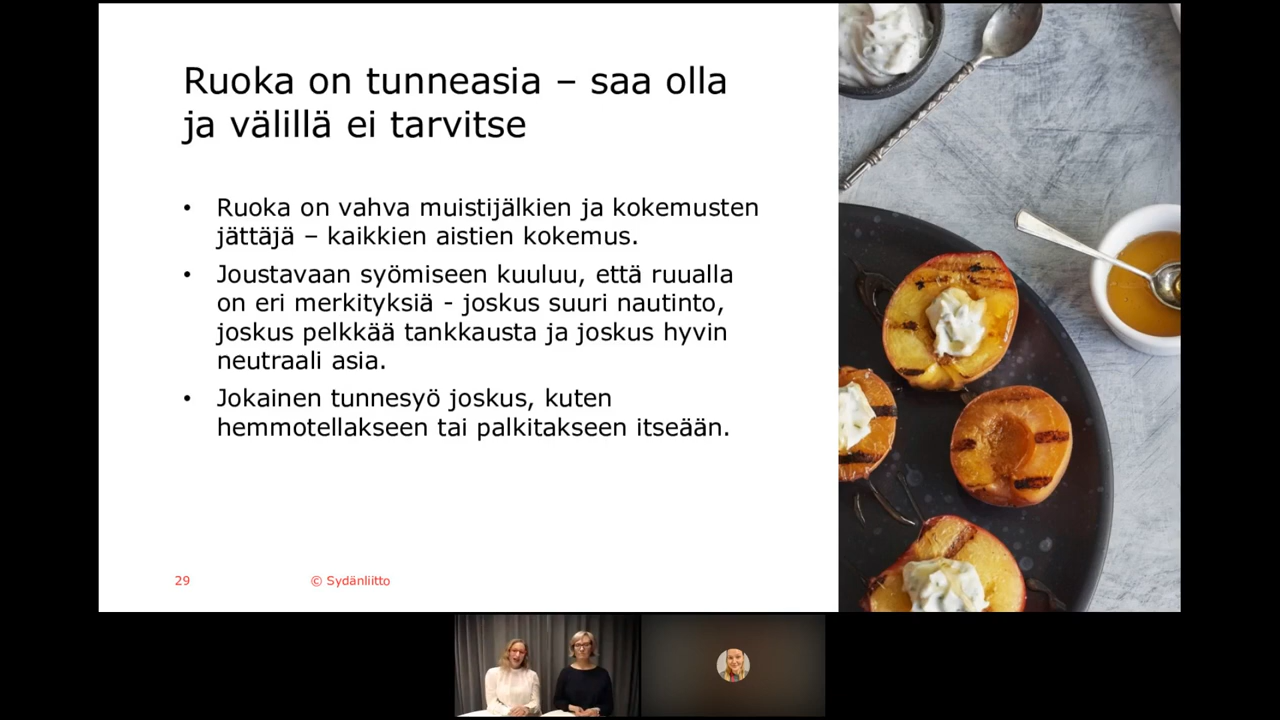 Ruoka on tunneasia – saa olla
ja välillä ei tarvitse
• Ruoka on vahva muistijälkien ja kokemusten
jättäjä – kaikkien aistien kokemus.
• Joustavaan syömiseen kuuluu, että ruualla
on eri merkityksiä - joskus suuri nautinto,
joskus pelkkää tankkausta ja joskus hyvin
neutraali asia.
• Jokainen tunnesyö joskus, kuten
hemmotellakseen tai palkitakseen itseään.
29
© Sydänliitto